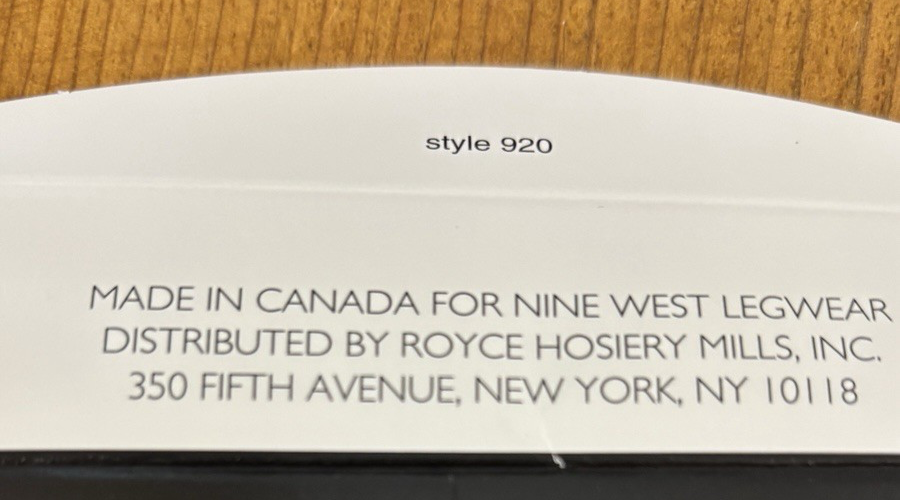 style 920
MADE IN CANADA FOR NINE WEST LEGWEAR
DISTRIBUTED BY ROYCE HOSIERY MILLS, INC.
350 FIFTH AVENUE, NEW YORK, NY 10118